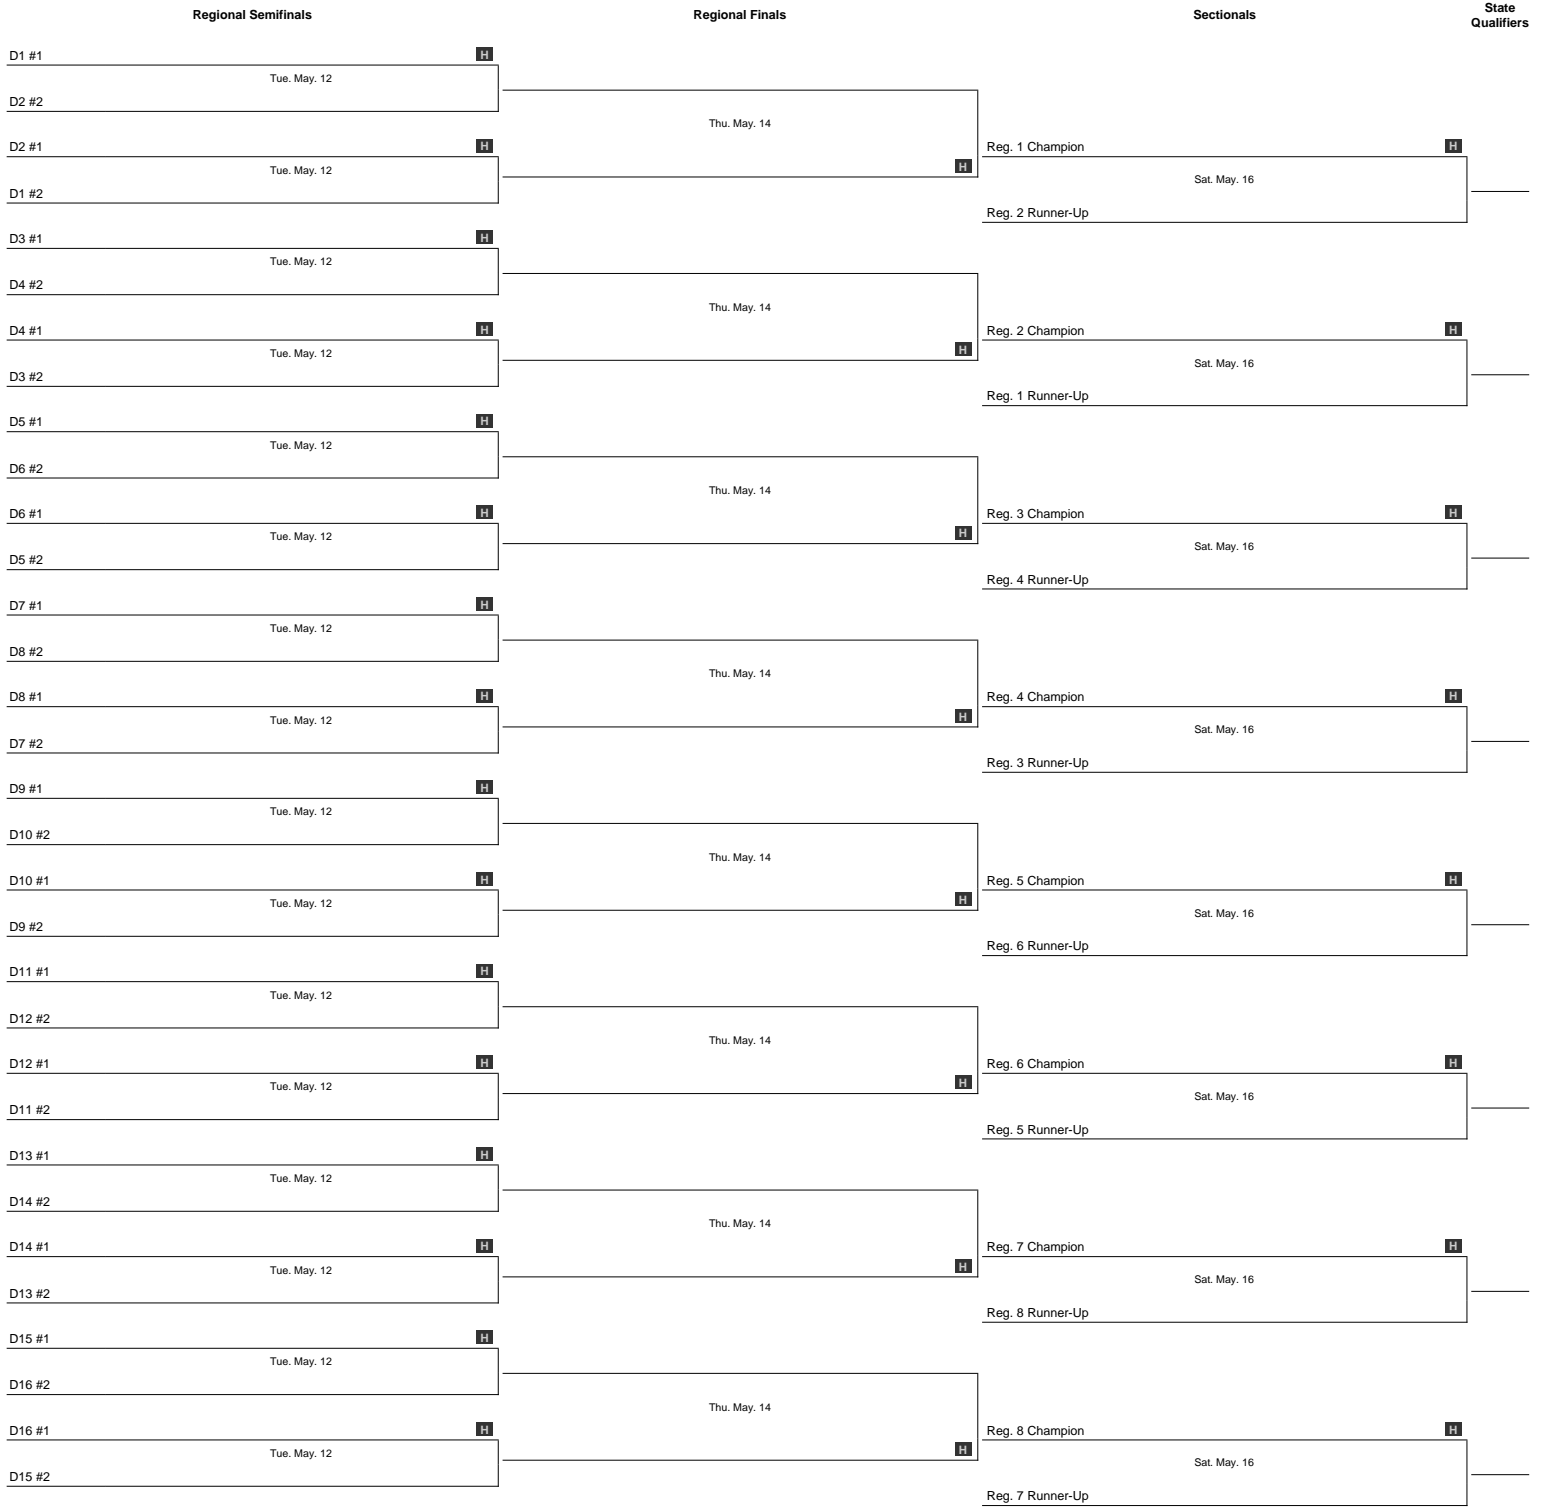 Regional Semifinals
Regional Finals
Sectionals
State
Qualifiers
D1 #1 H
Tue. May. 12
D2 #2
Thu. May. 14
D2 #1 H
Reg. 1 Champion H
H
Tue. May. 12
Sat. May. 16
D1 #2
Reg. 2 Runner-Up
D3 #1 H
Tue. May. 12
D4 #2
Thu. May. 14
D4 #1 H
Reg. 2 Champion H
H
Tue. May. 12
Sat. May. 16
D3 #2
Reg. 1 Runner-Up
D5 #1 H
Tue. May. 12
D6 #2
Thu. May. 14
D6 #1 H
Reg. 3 Champion H
H
Tue. May. 12
Sat. May. 16
D5 #2
Reg. 4 Runner-Up
D7 #1 H
Tue. May. 12
D8 #2
Thu. May. 14
D8 #1 H
Reg. 4 Champion H
H
Tue. May. 12
Sat. May. 16
D7 #2
Reg. 3 Runner-Up
D9 #1 H
Tue. May. 12
D10 #2
Thu. May. 14
D10 #1 H
Reg. 5 Champion H
H
Tue. May. 12
Sat. May. 16
D9 #2
Reg. 6 Runner-Up
D11 #1 H
Tue. May. 12
D12 #2
Thu. May. 14
D12 #1 H
Reg. 6 Champion H
H
Tue. May. 12
Sat. May. 16
D11 #2
Reg. 5 Runner-Up
D13 #1 H
Tue. May. 12
D14 #2
Thu. May. 14
D14 #1 H
Reg. 7 Champion H
H
Tue. May. 12
Sat. May. 16
D13 #2
Reg. 8 Runner-Up
D15 #1 H
Tue. May. 12
D16 #2
Thu. May. 14
D16 #1 H
Reg. 8 Champion H
H
Tue. May. 12
Sat. May. 16
D15 #2
Reg. 7 Runner-Up